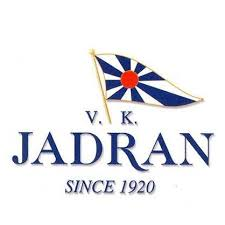 V. K.
JADRAN
SINCE 1920